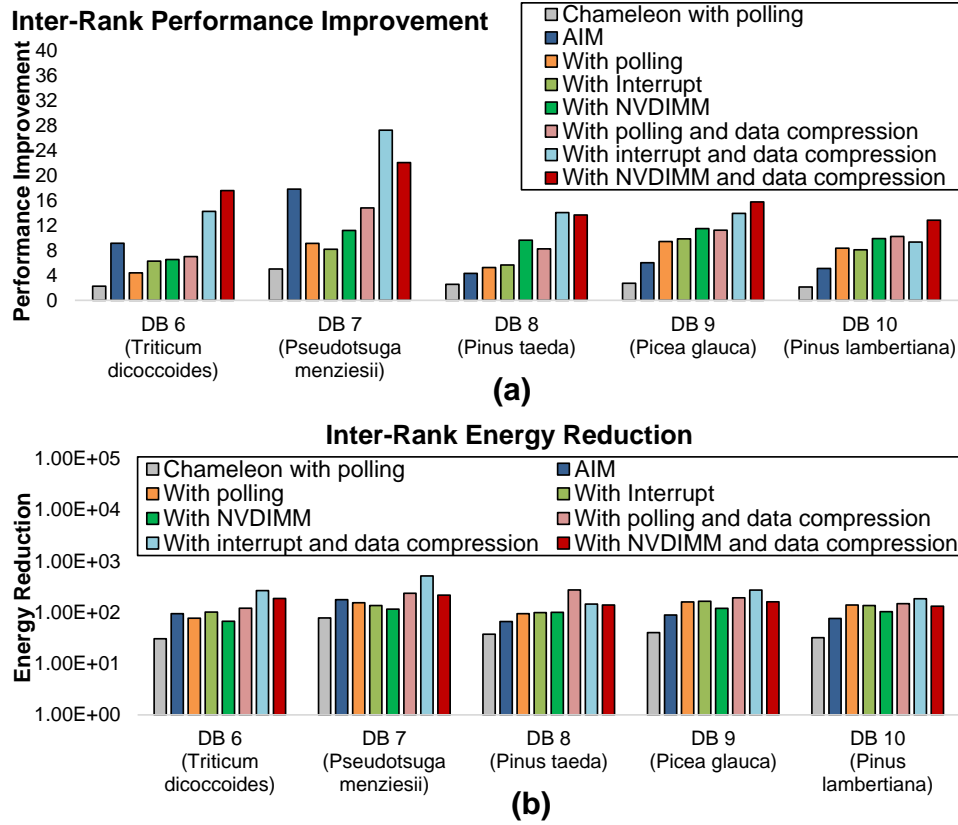 Inter-Rank Performance Improvement
Chameleon with polling
AIM
With polling
With Interrupt
With NVDIMM
With polling and data compression
With interrupt and data compression
With NVDIMM and data compression
Performance Improvement
40
36
32
28
24
20
16
12
8
4
0
DB 6
(Triticum
dicoccoides)
DB 7
(Pseudotsuga
menziesii)
DB 8
(Pinus taeda)
DB 9
(Picea glauca)
DB 10
(Pinus lambertiana)
(a)
Inter-Rank Energy Reduction
Chameleon with polling
AIM
With polling
With Interrupt
With NVDIMM
With polling and data compression
With interrupt and data compression
With NVDIMM and data compression
Energy Reduction
1.00E+05
1.00E+04
1.00E+03
1.00E+02
1.00E+01
1.00E+00
DB 6
(Triticum
dicoccoides)
DB 7
(Pseudotsuga
menziesii)
DB 8
(Pinus taeda)
DB 9
(Picea glauca)
DB 10
(Pinus
lambertiana)
(b)